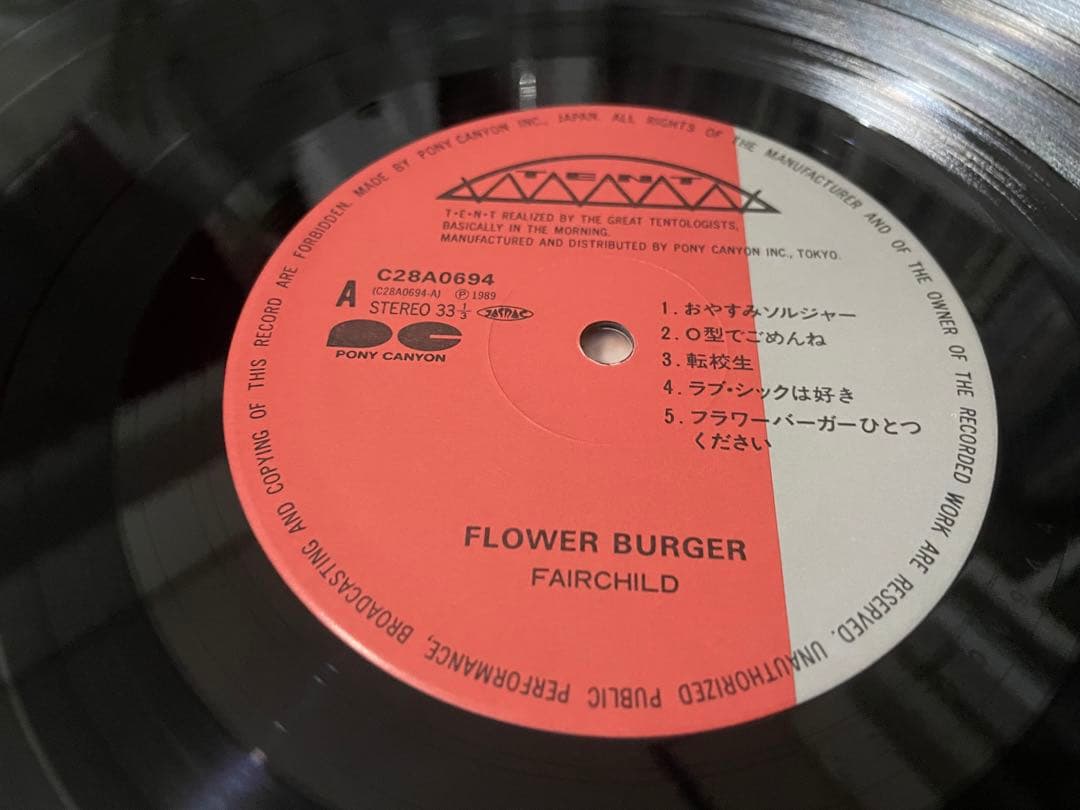 MADE BY PONY CANYON INC., JAPAN. ALL RIGHTS OF THE MANUFACTURER AND OF THE OWNER OF THE RECORDED WORK ARE RESERVED. UNAUTHORIZED PUBLIC PERFORMANCE, BROADCASTING AND COPYING OF THIS RECORD ARE FORBIDDEN.
TENT
T•E•N•T REALIZED BY THE GREAT TENTOLOGISTS,
BASICALLY IN THE MORNING.
MANUFACTURED AND DISTRIBUTED BY PONY CANYON INC., TOKYO.
C28A0694
A (C28A0694-A) Ⓟ 1989
STEREO 33 1/3 JASRAC
PC
PONY CANYON
1. おやすみソルジャー
2. O型でごめんね
3. 転校生
4. ラブ・シックは好き
5. フラワーバーガーひとつ
ください
FLOWER BURGER
FAIRCHILD